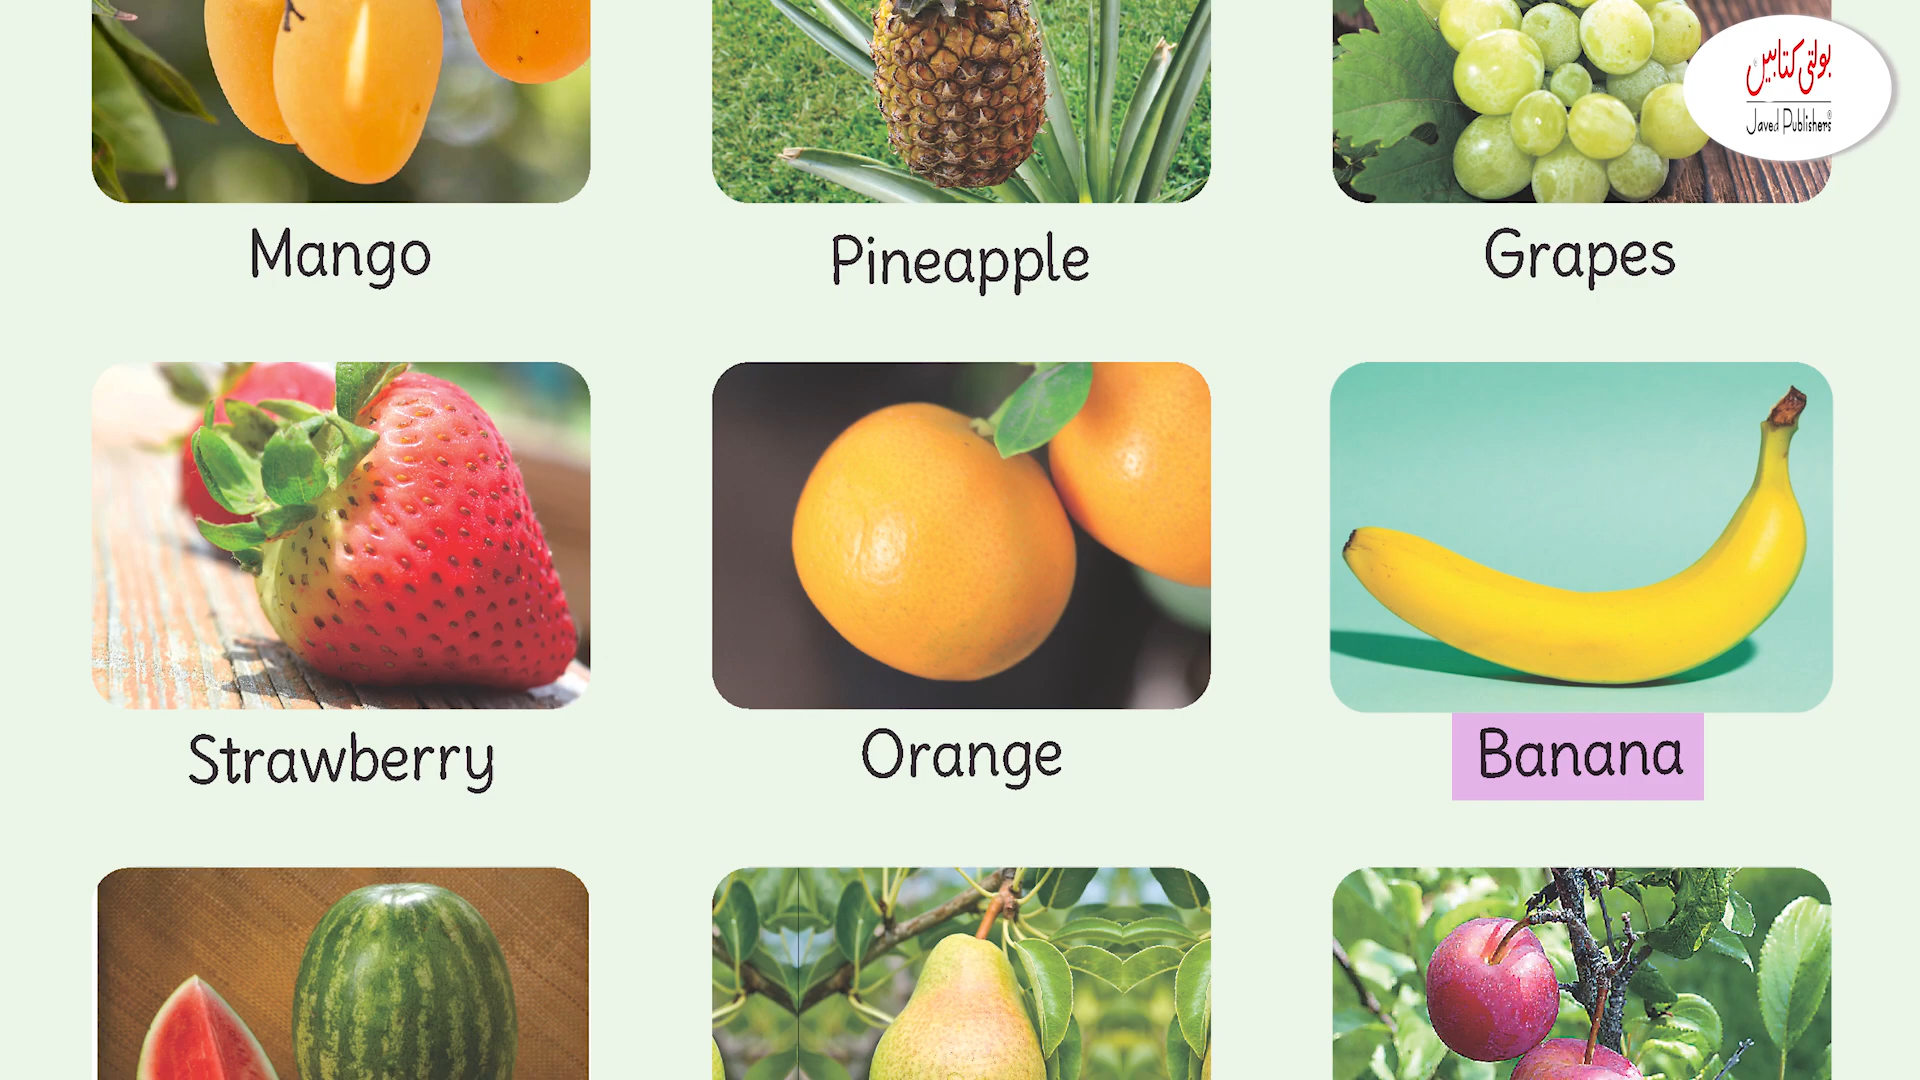 بولتی کتابیں
Javed Publishers®
Mango
Pineapple
Grapes
Strawberry
Orange
Banana